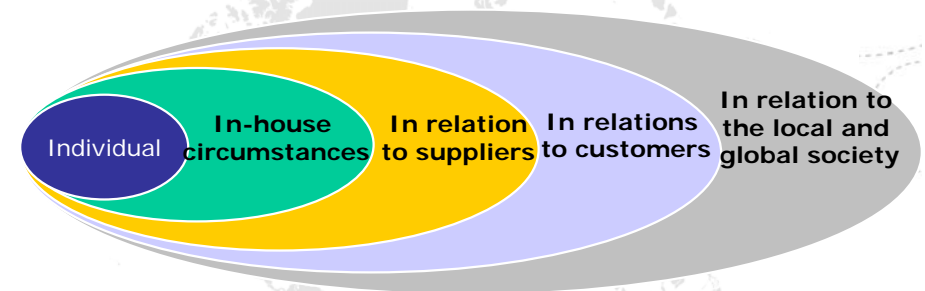 Individual
In-house
circumstances
In relation
to suppliers
In relations
to customers
In relation to
the local and
global society